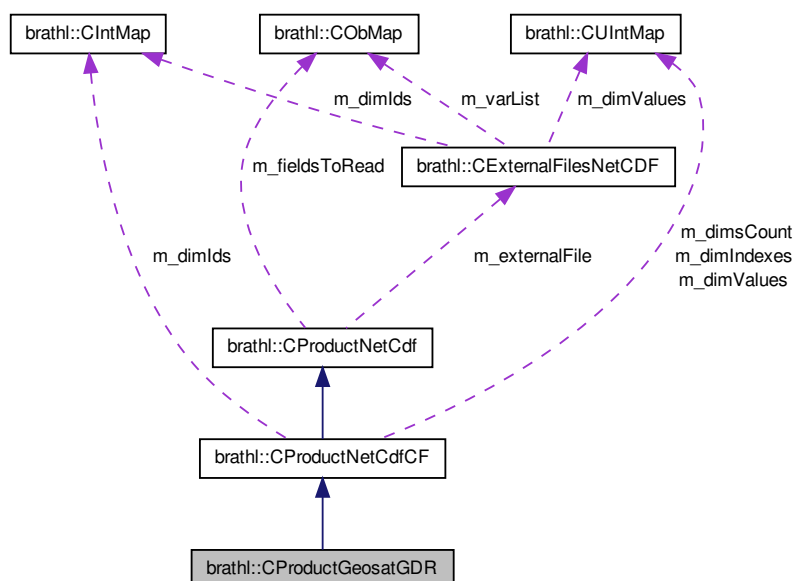 brathl::CIntMap
brathl::CObMap
brathl::CUIntMap
m_dimIds
m_varList
m_dimValues
m_fieldsToRead
brathl::CExternalFilesNetCDF
m_dimIds
m_externalFile
m_dimsCount
m_dimIndexes
m_dimValues
brathl::CProductNetCdf
brathl::CProductNetCdfCF
brathl::CProductGeosatGDR